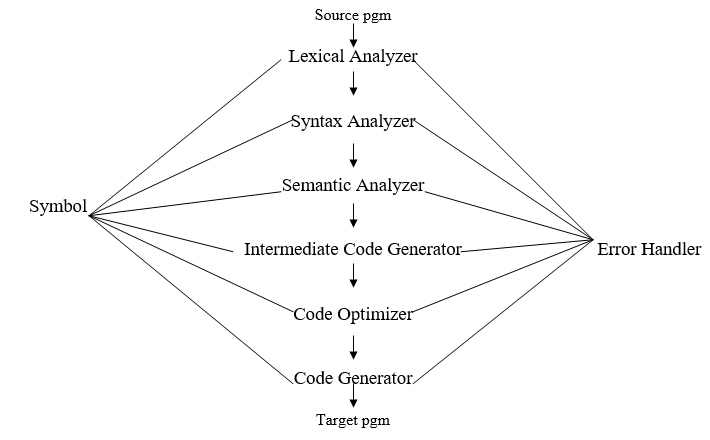 Source pgm
Lexical Analyzer
Syntax Analyzer
Semantic Analyzer
Symbol
Intermediate Code Generator
Error Handler
Code Optimizer
Code Generator
Target pgm